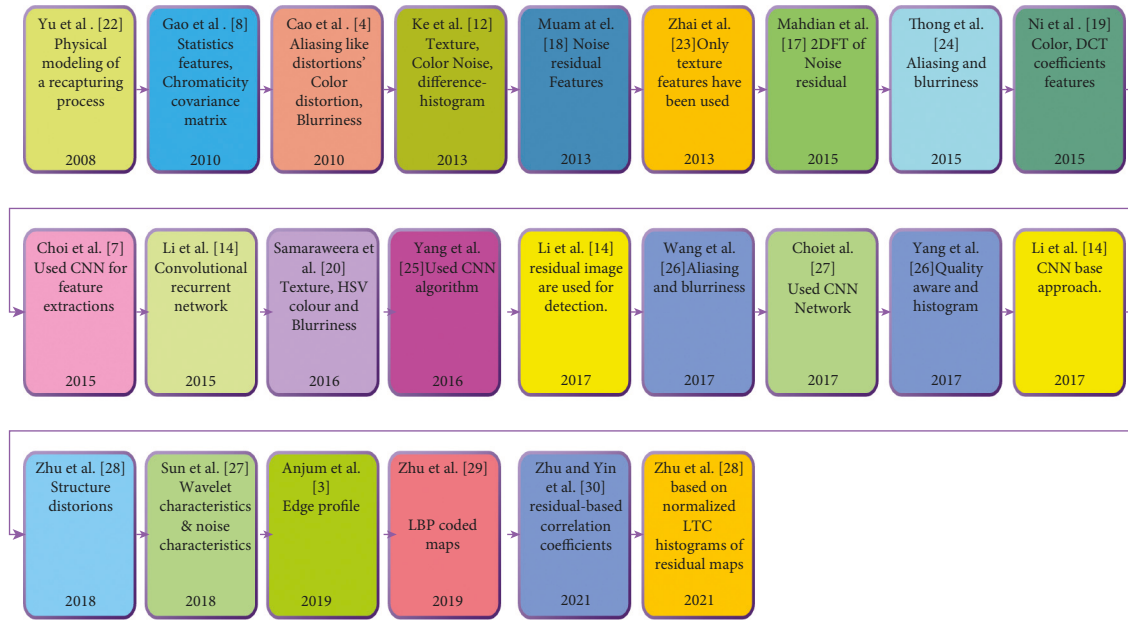 Yu et al. [22]
Physical
modeling of
a recapturing
process
2008
Gao et al. [8]
Statistics
features,
Chromaticity
covariance
matrix
2010
Cao et al. [4]
Aliasing like
distortions'
Color
distortion,
Blurriness
2010
Ke et al. [12]
Texture,
Color Noise,
difference-
histogram
2013
Muam at el.
[18] Noise
residual
Features
2013
Zhai et al.
[23]Only
texture
features have
been used
2013
Mahdian et al.
[17] 2DFT of
Noise
residual
2015
Thong et al.
[24]
Aliasing and
blurriness
2015
Ni et al . [19]
Color, DCT
coefficients
features
2015
Choi et al. [7]
Used CNN for
feature
extractions
2015
Li et al. [14]
Convolutional
recurrent
network
2015
Samaraweera et
al. [20]
Texture, HSV
colour and
Blurriness
2016
Yang et al.
[25]Used CNN
algorithm
2016
Li et al. [14]
residual image
are used for
detection.
2017
Wang et al.
[26]Aliasing
and blurriness
2017
Choiet al.
[27]
Used CNN
Network
2017
Yang et al.
[26]Quality
aware and
histogram
2017
Li et al. [14]
CNN base
approach.
2017
Zhu et al. [28]
Structure
distorions
2018
Sun et al. [27]
Wavelet
characteristics
& noise
characteristics
2018
Anjum et al.
[3]
Edge profile
2019
Zhu et al. [29]
LBP coded
maps
2019
Zhu and Yin
et al. [30]
residual-based
correlation
coefficients
2021
Zhu et al. [28]
based on
normalized
LTC
histograms of
residual maps
2021